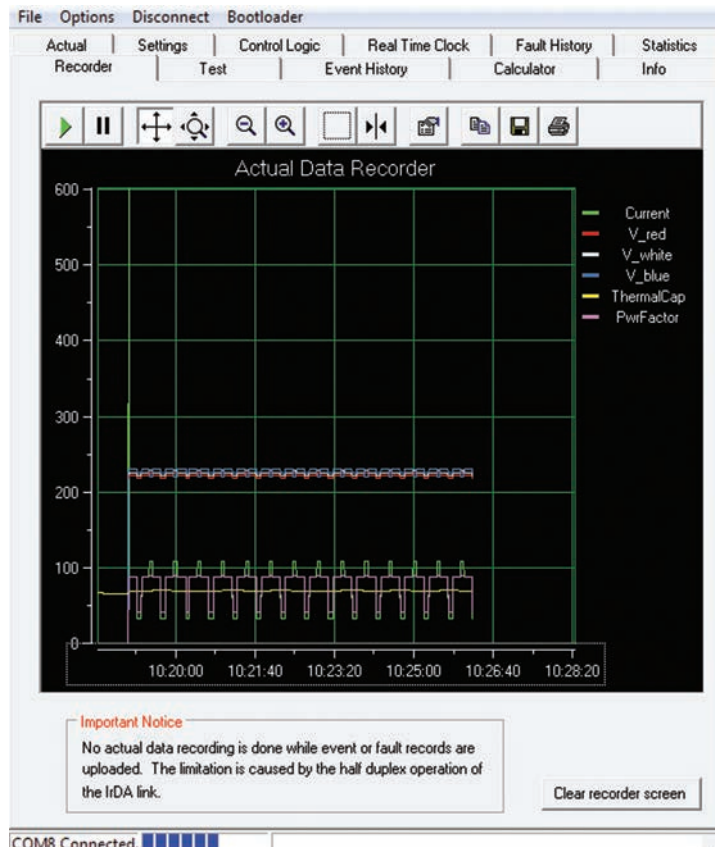 File Options Disconnect Bootloader
Actual Settings Control Logic Real Time Clock Fault History Statistics
Recorder Test Event History Calculator Info
Actual Data Recorder
600
500
400
300
200
100
0
Current
V_red
V_white
V_blue
ThermalCap
PwrFactor
10:20:00 10:21:40 10:23:20 10:25:00 10:26:40 10:28:20
Important Notice
No actual data recording is done while event or fault records are
uploaded. The limitation is caused by the half duplex operation of
the IrDA link.
Clear recorder screen
COM8 Connected.